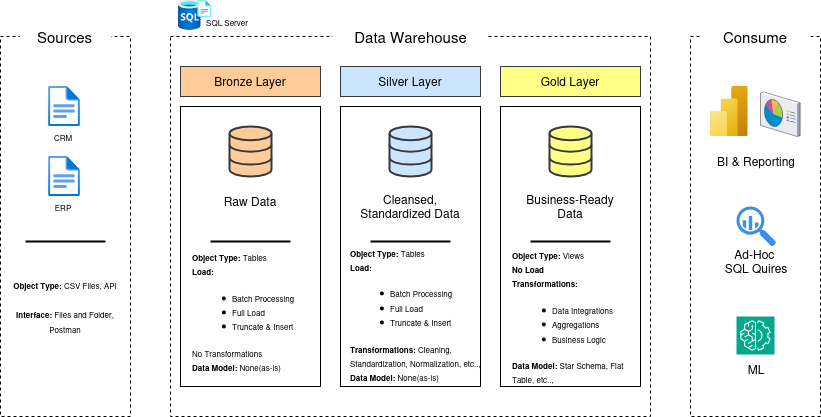 SQL
SQL Server
Sources
CRM
ERP
Object Type: CSV Files, API
Interface: Files and Folder,
Postman
Data Warehouse
Bronze Layer
Raw Data
Object Type: Tables
Load:
Batch Processing
Full Load
Truncate & Insert
No Transformations
Data Model: None(as-is)
Silver Layer
Cleansed,
Standardized Data
Object Type: Tables
Load:
Batch Processing
Full Load
Truncate & Insert
Transformations: Cleaning,
Standardization, Normalization, etc..,
Data Model: None(as-is)
Gold Layer
Business-Ready
Data
Object Type: Views
No Load
Transformations:
Data Integrations
Aggregations
Business Logic
Data Model: Star Schema, Flat
Table, etc..,
Consume
BI & Reporting
Ad-Hoc
SQL Quires
ML